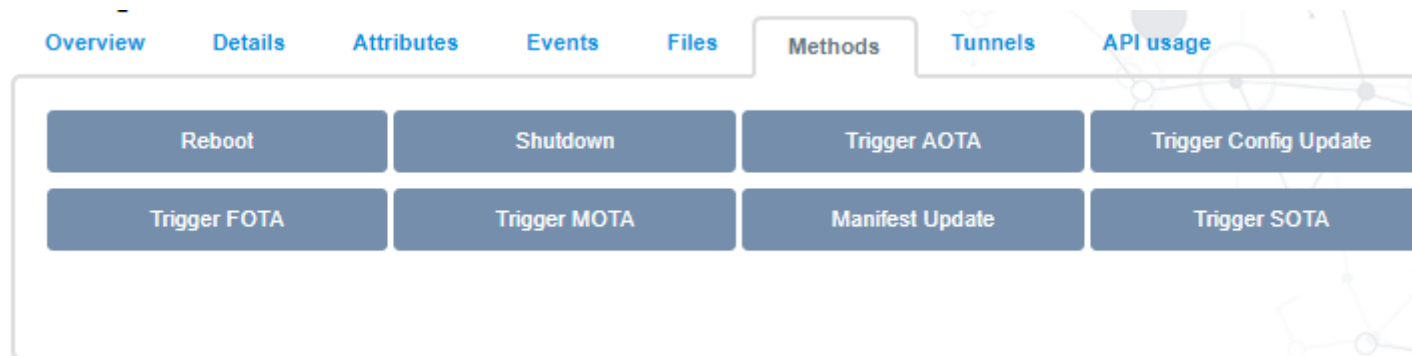 Overview Details Attributes Events Files Methods Tunnels API usage
Reboot Shutdown Trigger AOTA Trigger Config Update
Trigger FOTA Trigger MOTA Manifest Update Trigger SOTA